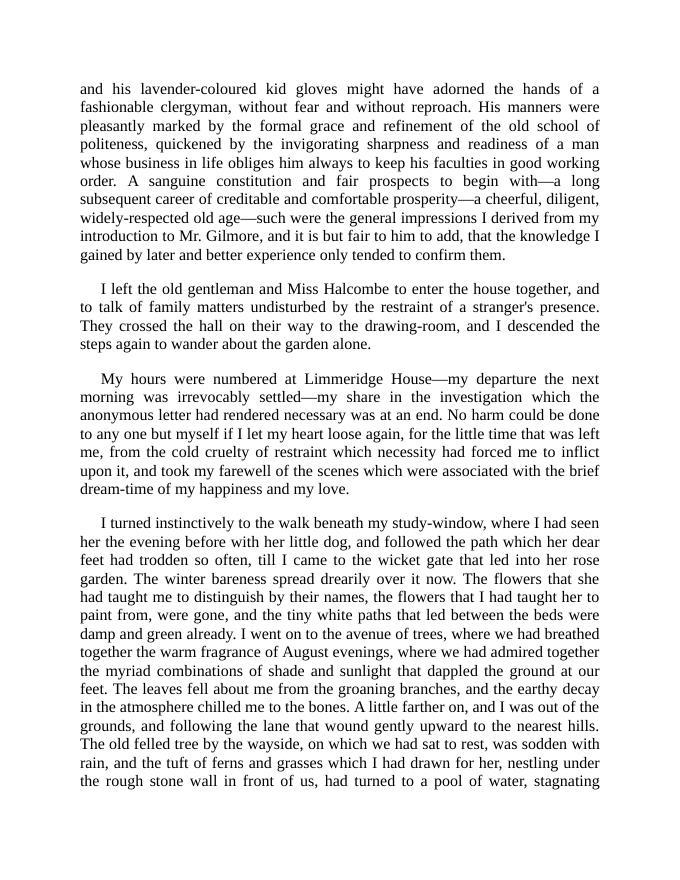 and his lavender-coloured kid gloves might have adorned the hands of a
fashionable clergyman, without fear and without reproach. His manners were
pleasantly marked by the formal grace and refinement of the old school of
politeness, quickened by the invigorating sharpness and readiness of a man
whose business in life obliges him always to keep his faculties in good working
order. A sanguine constitution and fair prospects to begin with—a long
subsequent career of creditable and comfortable prosperity—a cheerful, diligent,
widely-respected old age—such were the general impressions I derived from my
introduction to Mr. Gilmore, and it is but fair to him to add, that the knowledge I
gained by later and better experience only tended to confirm them.
I left the old gentleman and Miss Halcombe to enter the house together, and
to talk of family matters undisturbed by the restraint of a stranger's presence.
They crossed the hall on their way to the drawing-room, and I descended the
steps again to wander about the garden alone.
My hours were numbered at Limmeridge House—my departure the next
morning was irrevocably settled—my share in the investigation which the
anonymous letter had rendered necessary was at an end. No harm could be done
to any one but myself if I let my heart loose again, for the little time that was left
me, from the cold cruelty of restraint which necessity had forced me to inflict
upon it, and took my farewell of the scenes which were associated with the brief
dream-time of my happiness and my love.
I turned instinctively to the walk beneath my study-window, where I had seen
her the evening before with her little dog, and followed the path which her dear
feet had trodden so often, till I came to the wicket gate that led into her rose
garden. The winter bareness spread drearily over it now. The flowers that she
had taught me to distinguish by their names, the flowers that I had taught her to
paint from, were gone, and the tiny white paths that led between the beds were
damp and green already. I went on to the avenue of trees, where we had breathed
together the warm fragrance of August evenings, where we had admired together
the myriad combinations of shade and sunlight that dappled the ground at our
feet. The leaves fell about me from the groaning branches, and the earthy decay
in the atmosphere chilled me to the bones. A little farther on, and I was out of the
grounds, and following the lane that wound gently upward to the nearest hills.
The old felled tree by the wayside, on which we had sat to rest, was sodden with
rain, and the tuft of ferns and grasses which I had drawn for her, nestling under
the rough stone wall in front of us, had turned to a pool of water, stagnating